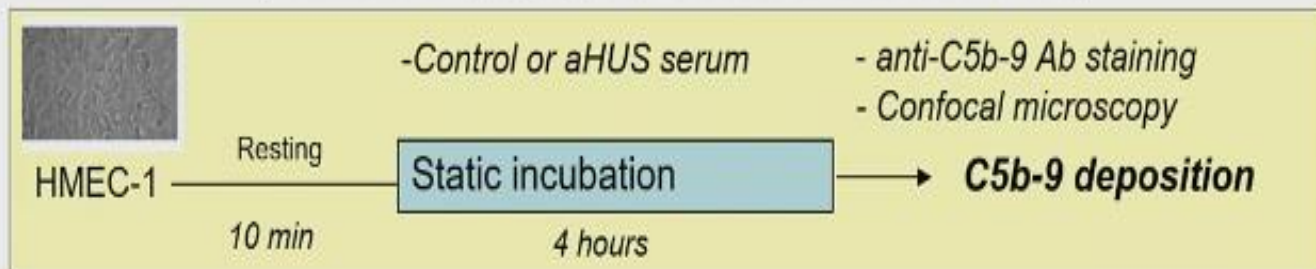 -Control or aHUS serum
- anti-C5b-9 Ab staining
- Confocal microscopy
HMEC-1
Resting
10 min
Static incubation
4 hours
C5b-9 deposition